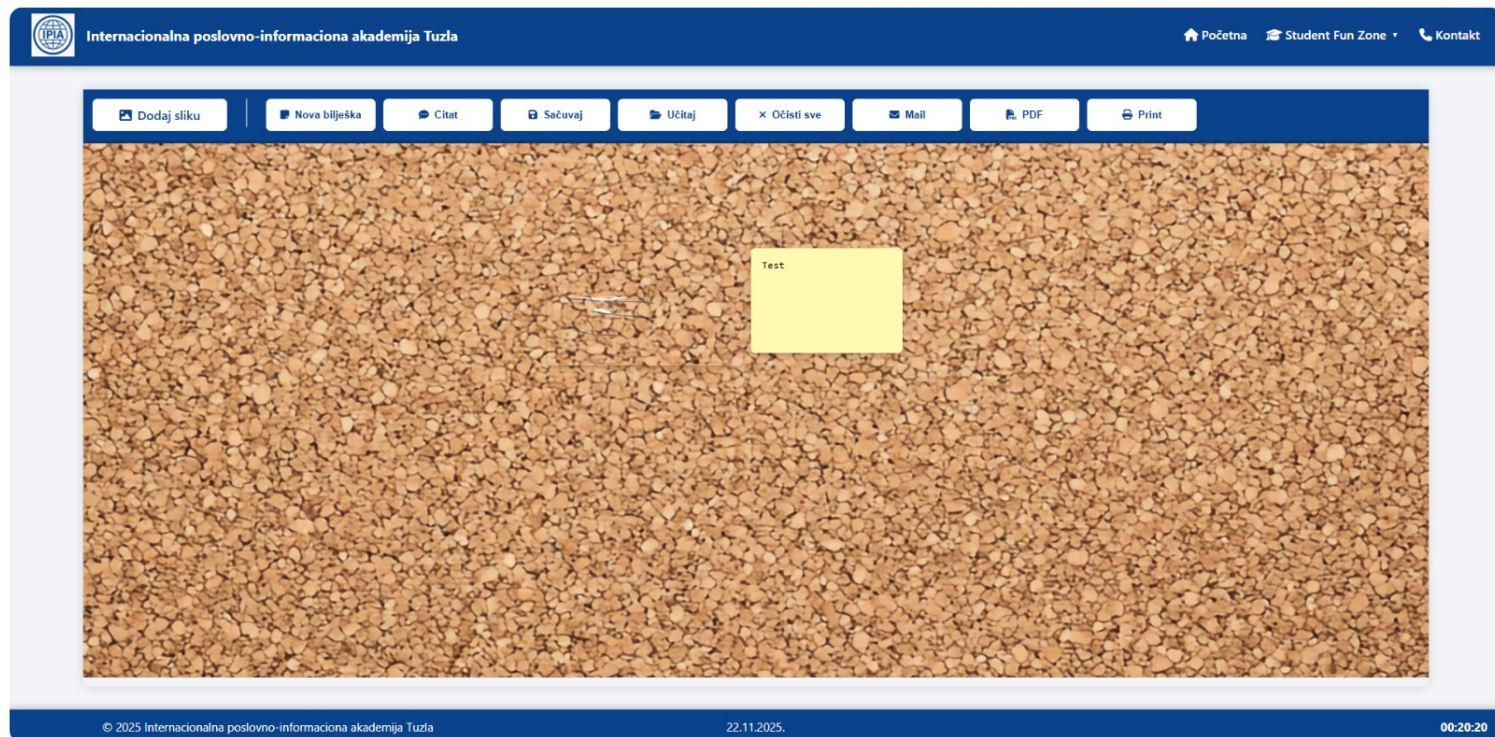 IPIA
Internacionalna poslovno-informaciona akademija Tuzla
Početna Student Fun Zone Kontakt
Dodaj sliku Nova bilješka Citat Sačuvaj Učitaj Očisti sve Mail PDF Print
Test
© 2025 Internacionalna poslovno-informaciona akademija Tuzla 22.11.2025. 00:20:20